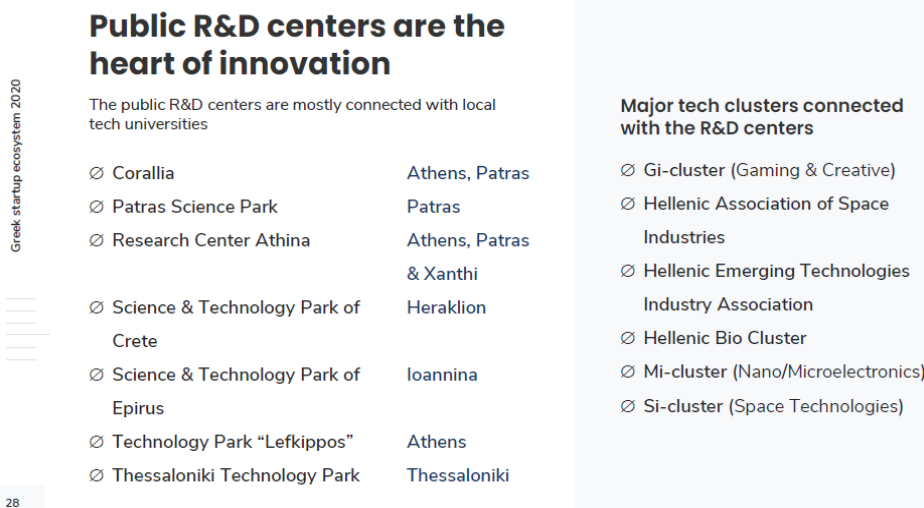 Greek startup ecosystem 2020
Public R&D centers are the
heart of innovation
The public R&D centers are mostly connected with local
tech universities
∅ Corallia Athens, Patras
∅ Patras Science Park Patras
∅ Research Center Athina Athens, Patras
& Xanthi
∅ Science & Technology Park of Heraklion
Crete
∅ Science & Technology Park of Ioannina
Epirus
∅ Technology Park “Lefkippos” Athens
∅ Thessaloniki Technology Park Thessaloniki
Major tech clusters connected
with the R&D centers
∅ Gi-cluster (Gaming & Creative)
∅ Hellenic Association of Space
Industries
∅ Hellenic Emerging Technologies
Industry Association
∅ Hellenic Bio Cluster
∅ Mi-cluster (Nano/Microelectronics)
∅ Si-cluster (Space Technologies)
28